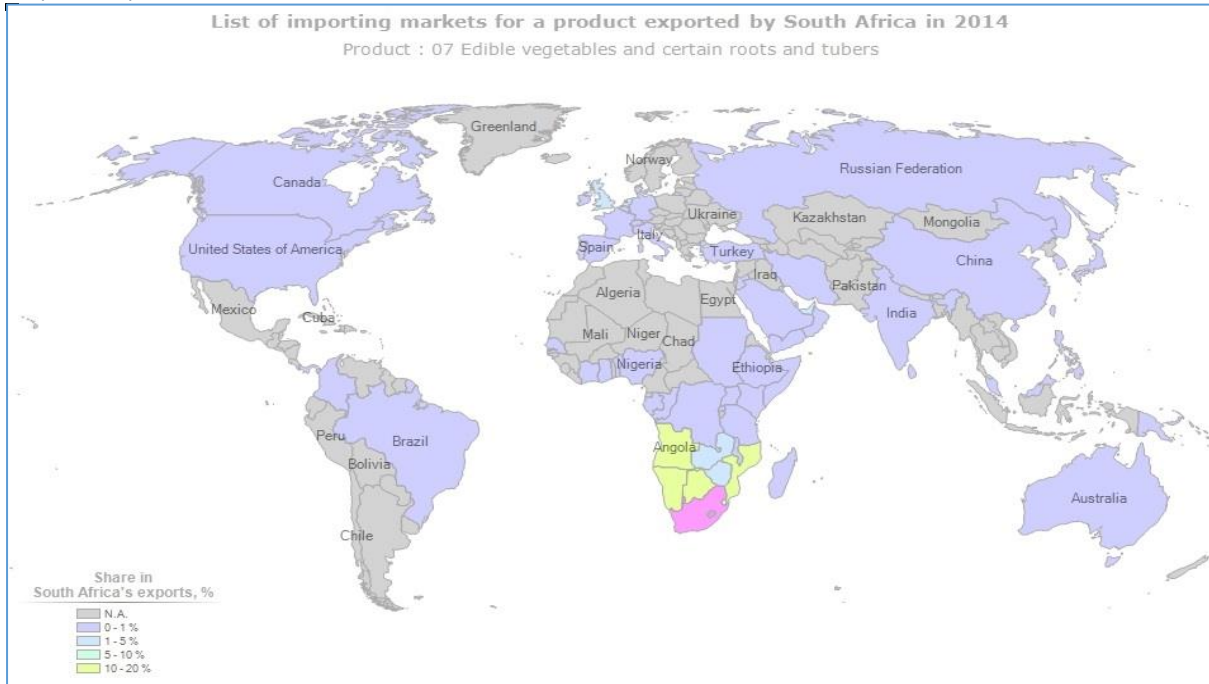 List of importing markets for a product exported by South Africa in 2014
Product : 07 Edible vegetables and certain roots and tubers
Greenland
Norway
Russian Federation
Canada
Ukraine
Kazakhstan
Mongolia
United States of America
Spain
Italy
Turkey
China
Iraq
Pakistan
Algeria
Egypt
Mexico
Cuba
India
Mali
Niger
Chad
Nigeria
Ethiopia
Peru
Brazil
Angola
Bolivia
Australia
Chile
Share in
South Africa's exports, %
N.A.
0 - 1 %
1 - 5 %
5 - 10 %
10 - 20 %